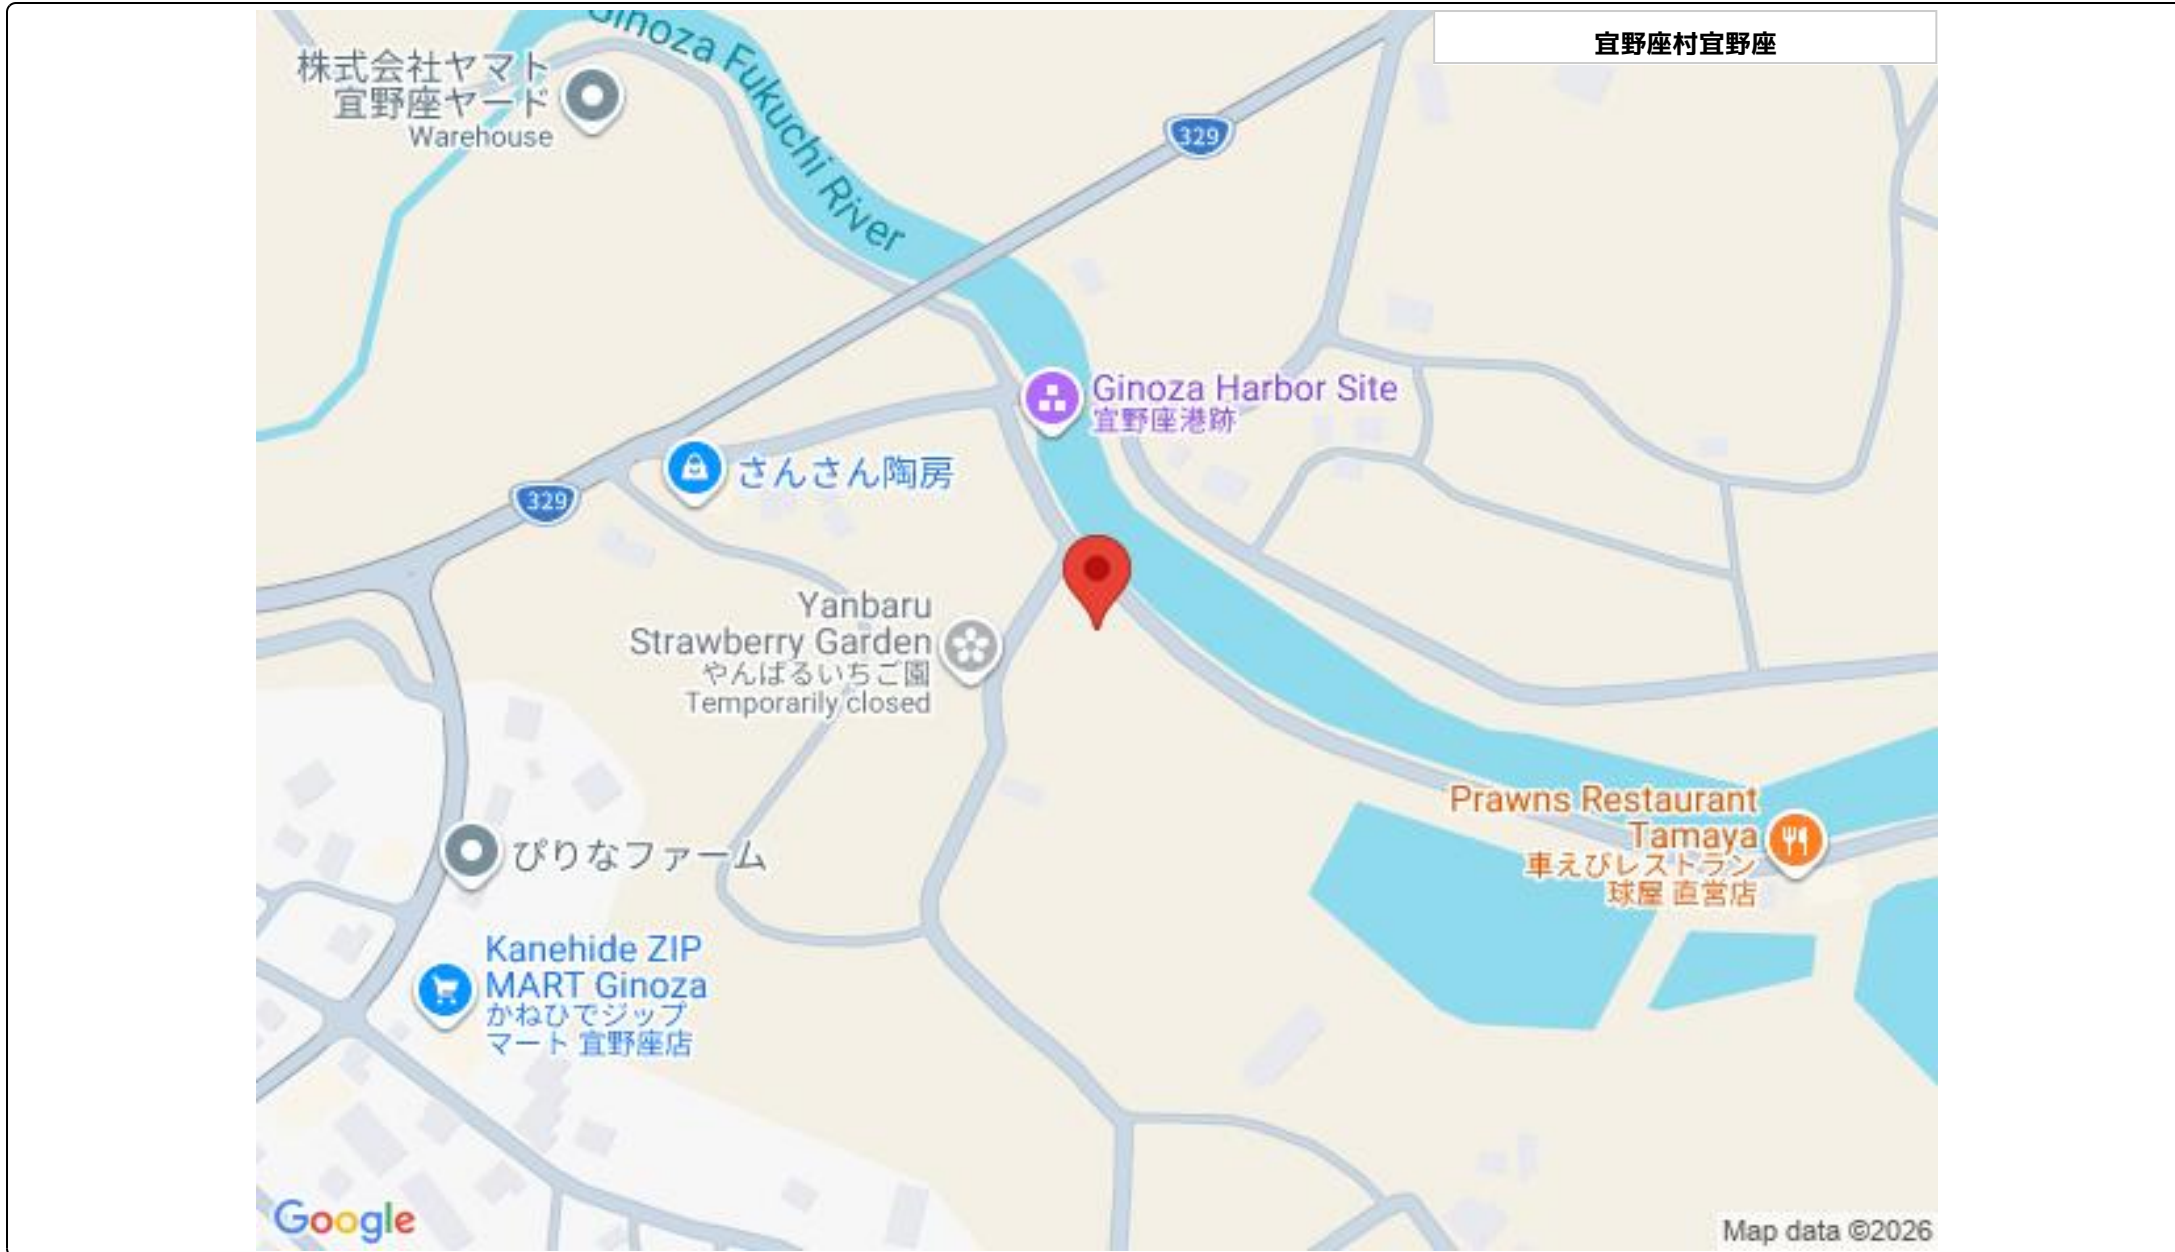 宜野座村宜野座
Ginoza Fukuchi River
株式会社ヤマト
宜野座ヤード
Warehouse
329
Ginoza Harbor Site
宜野座港跡
さんさん陶房
329
Yanbaru
Strawberry Garden
やんばるいちご園
Temporarily closed
Prawns Restaurant
Tamaya
車えびレストラン
球屋 直営店
ぴりなファーム
Kanehide ZIP
MART Ginoza
かねひでジップ
マート 宜野座店
Google
Map data ©2026